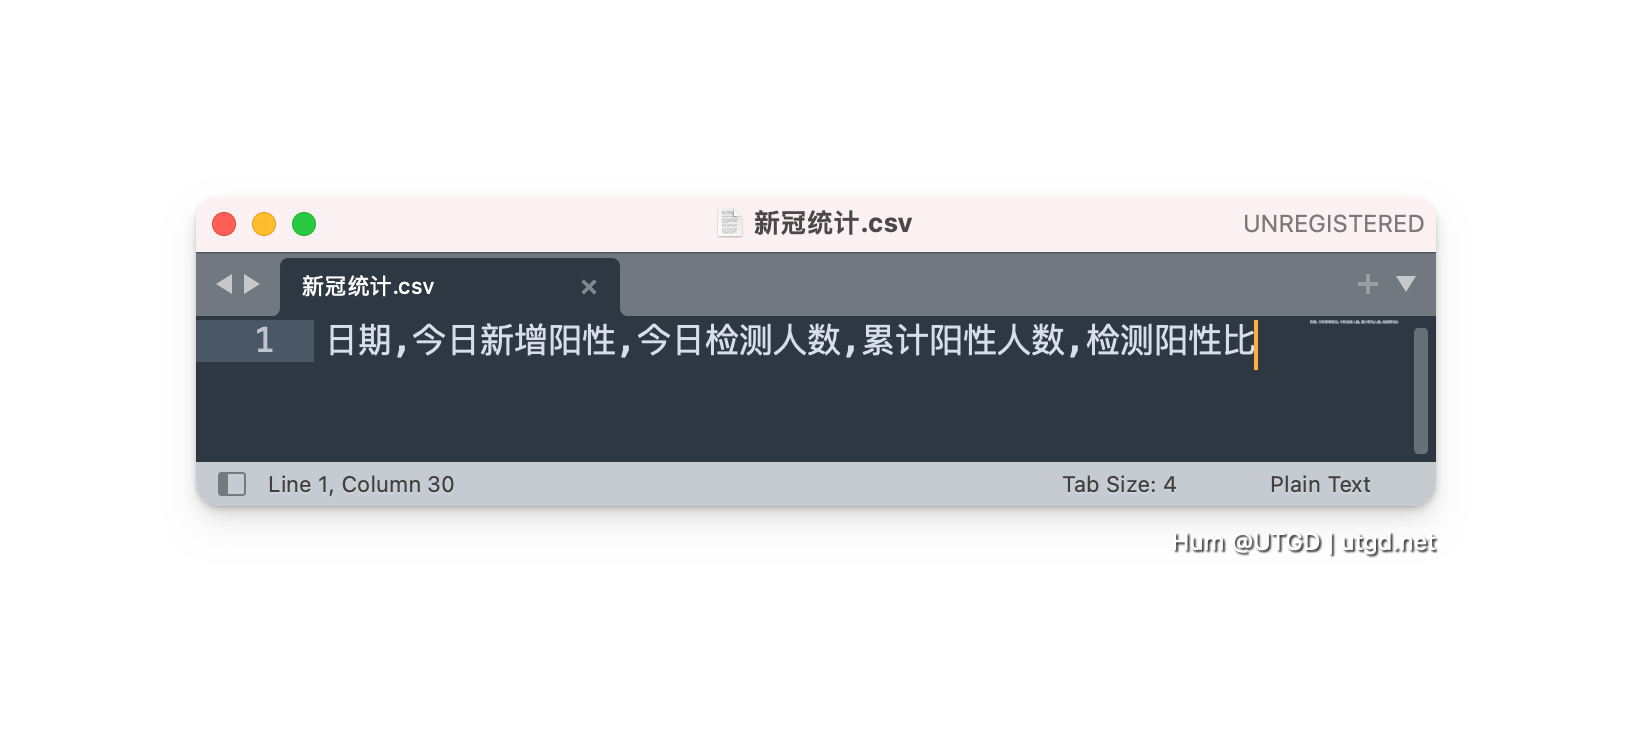 新冠统计.csv
UNREGISTERED
新冠统计.csv
1 日期,今日新增阳性,今日检测人数,累计阳性人数,检测阳性比
Line 1, Column 30
Tab Size: 4
Plain Text
Hum @UTGD | utgd.net